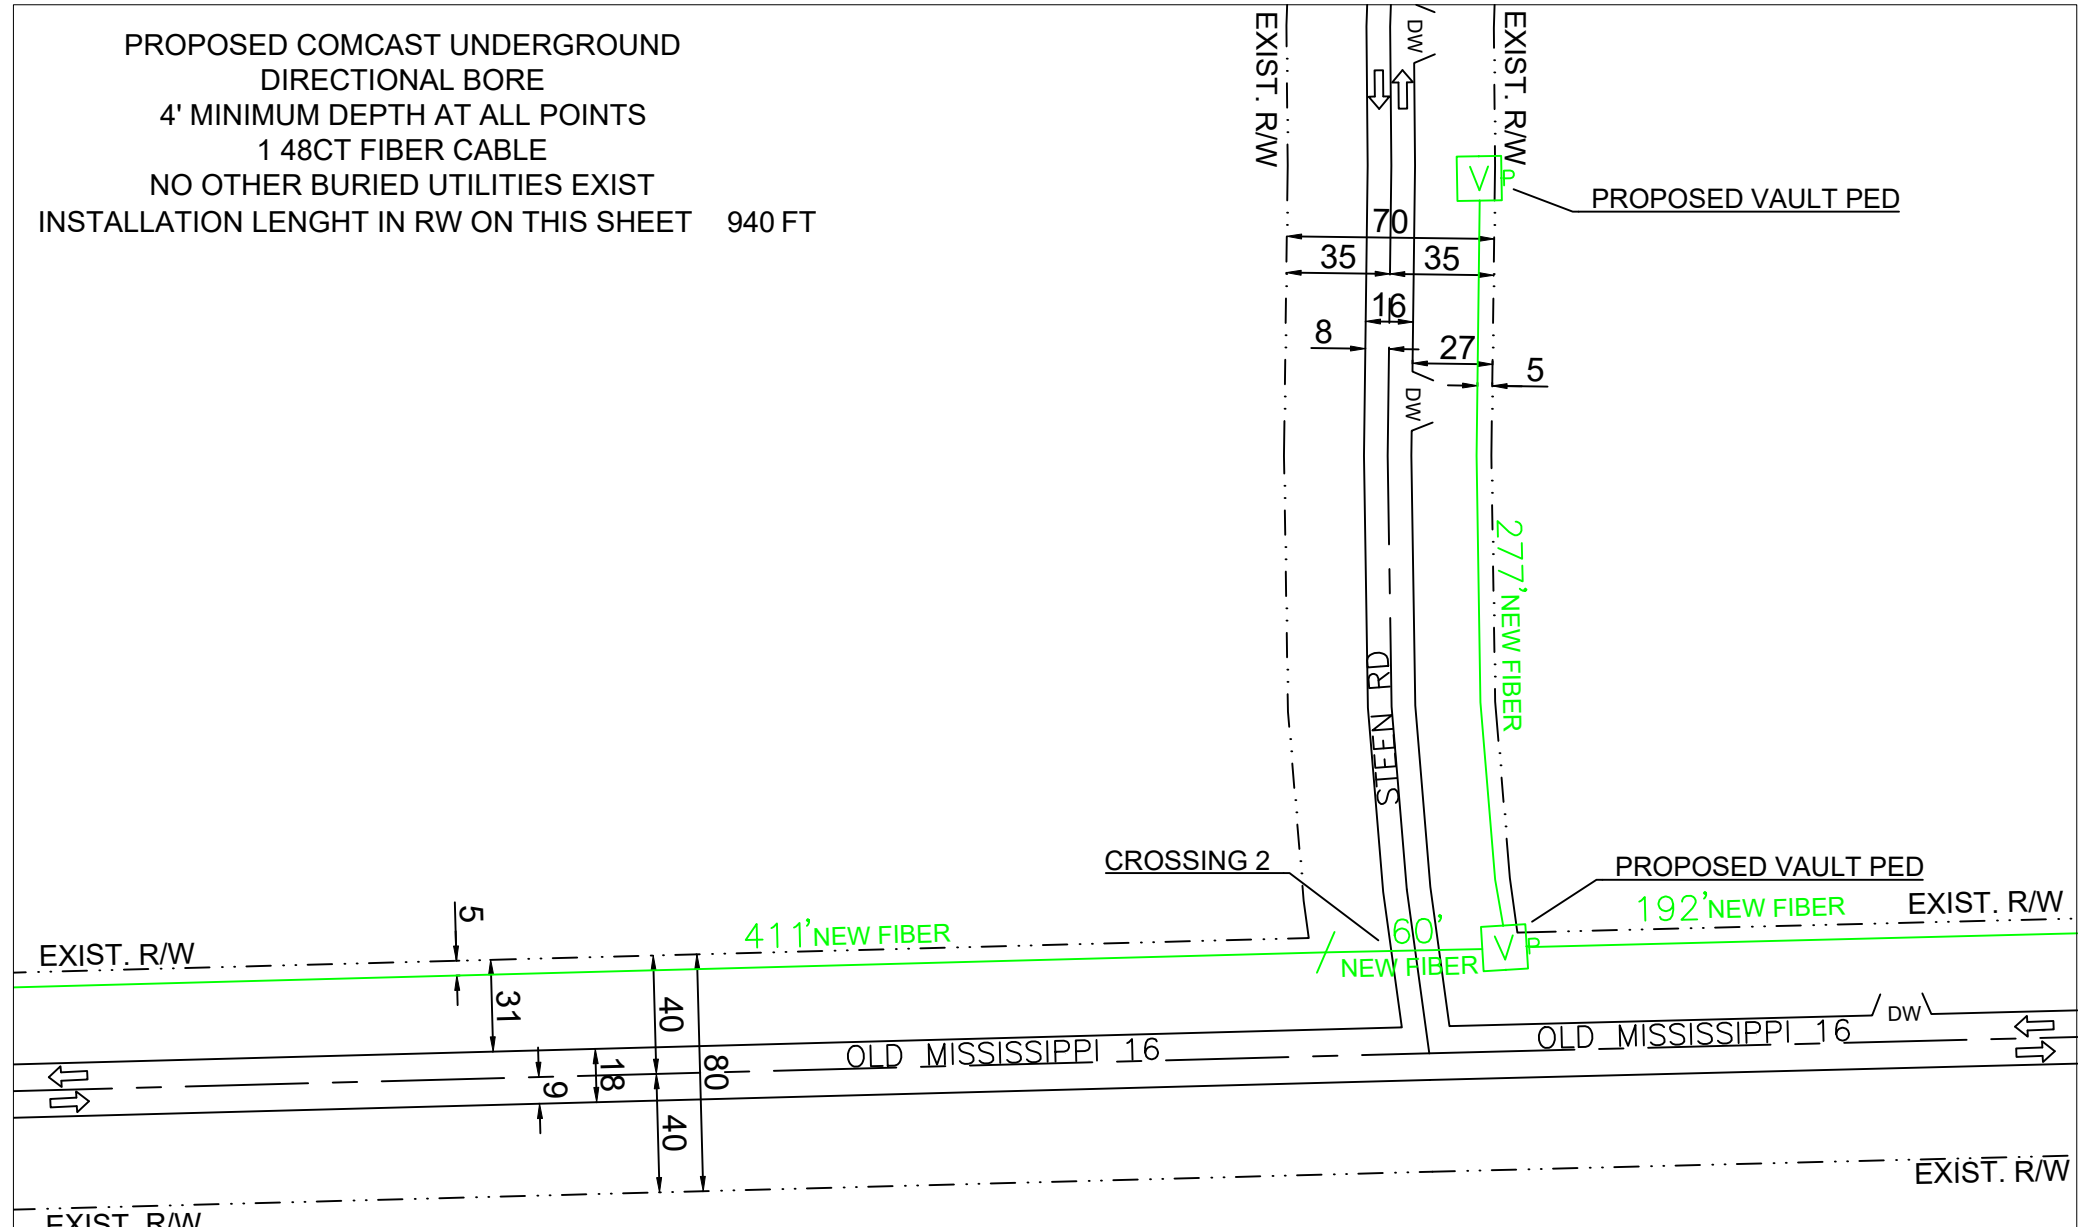 PROPOSED COMCAST UNDERGROUND
DIRECTIONAL BORE
4' MINIMUM DEPTH AT ALL POINTS
1 48CT FIBER CABLE
NO OTHER BURIED UTILITIES EXIST
INSTALLATION LENGHT IN RW ON THIS SHEET 940 FT
EXIST. R/W
DW
EXIST. R/W
V P
PROPOSED VAULT PED
70
35 35
16
8
27
5
DW
277' NEW FIBER
STEEN RD
CROSSING 2
PROPOSED VAULT PED
5
EXIST. R/W
411' NEW FIBER
60'
NEW FIBER
V P
192' NEW FIBER
EXIST. R/W
31
40
DW
OLD MISSISSIPPI 16
OLD MISSISSIPPI 16
9
18
80
40
EXIST. R/W
EXIST. R/W